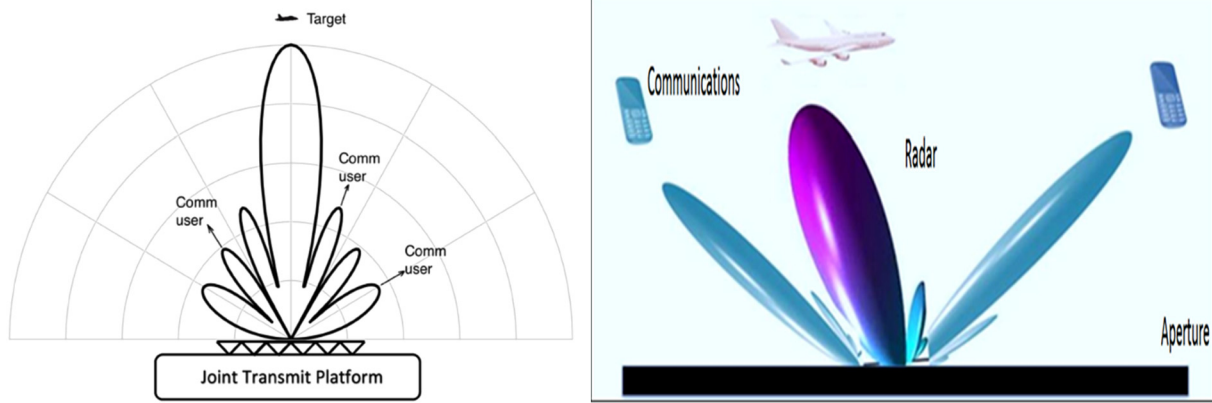 Target
Comm
user
Comm
user
Comm
user
Joint Transmit Platform
Communications
Radar
Aperture